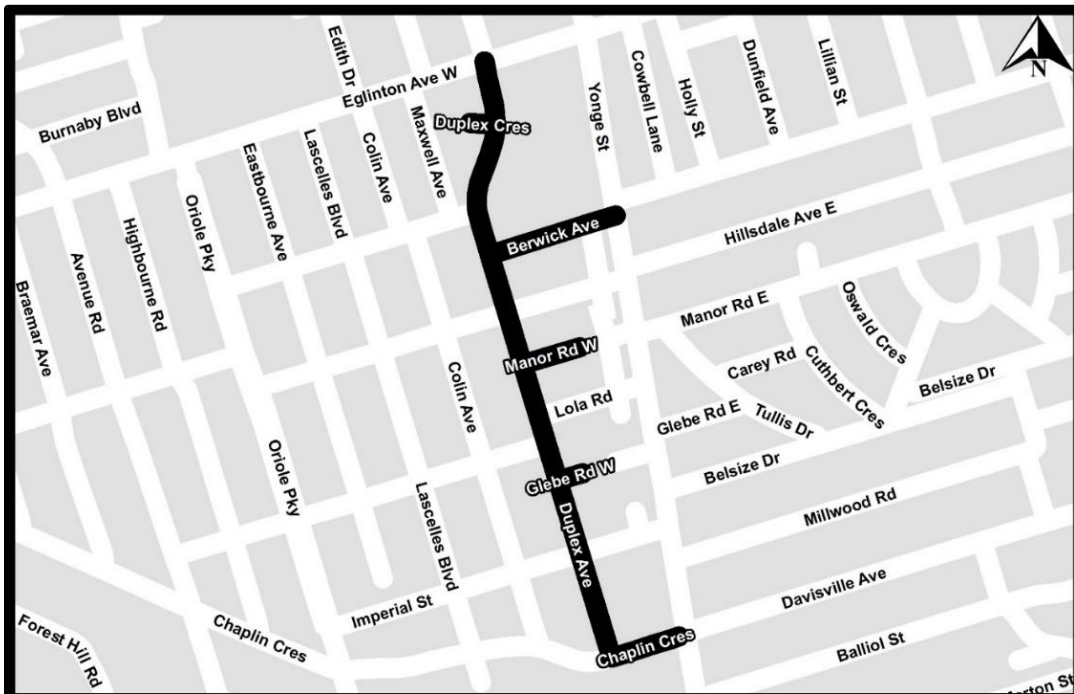 Edith Dr
Eglinton Ave W
Burnaby Blvd
Duplex Cres
Maxwell Ave
Colin Ave
Lascelles Blvd
Eastbourne Ave
Oriole Pky
Highbourne Rd
Avenue Rd
Braemar Ave
Yonge St
Cowbell Lane
Holly St
Dunfield Ave
Lillian St
N
Berwick Ave
Hillsdale Ave E
Manor Rd E
Manor Rd W
Oswald Cres
Carey Rd
Cuthbert Cres
Belsize Dr
Colin Ave
Lola Rd
Glebe Rd E
Tullis Dr
Glebe Rd W
Belsize Dr
Oriole Pky
Lascelles Blvd
Duplex Ave
Millwood Rd
Imperial St
Davisville Ave
Chaplin Cres
Chaplin Cres
Balliol St
Forest Hill Rd
St